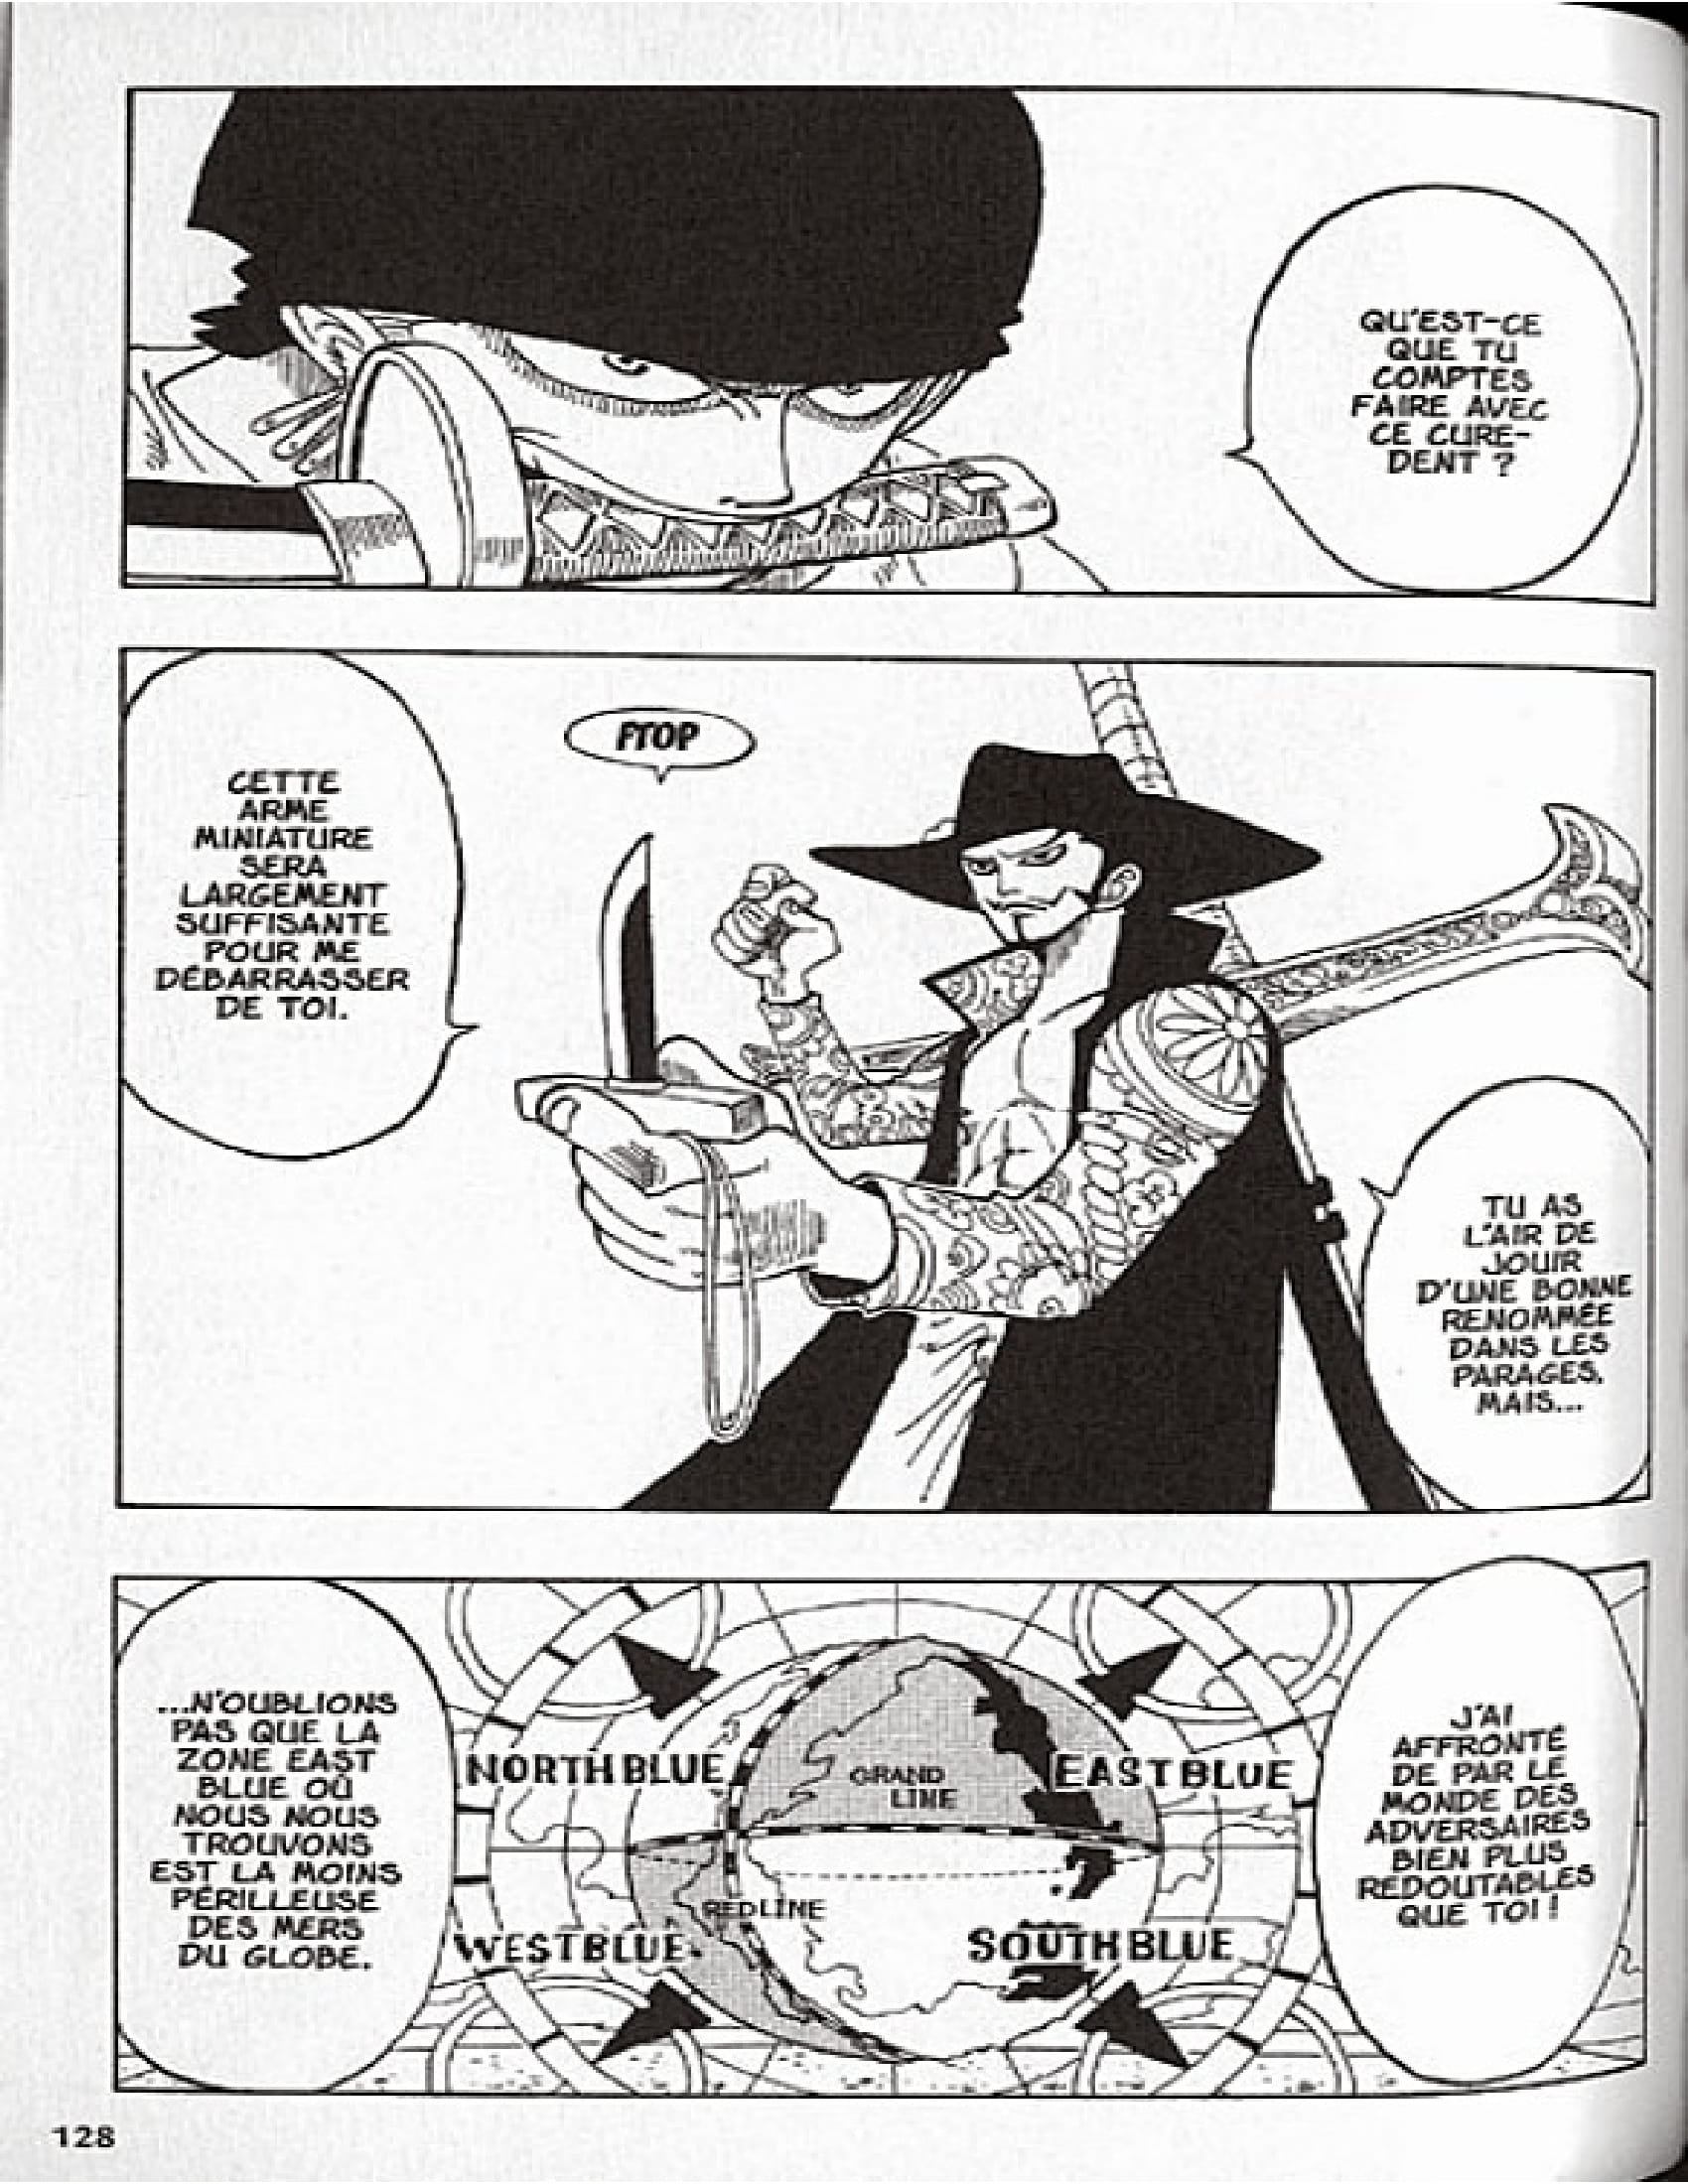 QU'EST-CE
QUE TU
COMPTES
FAIRE AVEC
CE CURE-
DENT ?
FTOP
CETTE
ARME
MINIATURE
SERA
LARGEMENT
SUFFISANTE
POUR ME
DÉBARRASSER
DE TOI.
TU AS
L'AIR DE
JOUIR
D'UNE BONNE
RENOMMÉE
DANS LES
PARAGES,
MAIS...
J'AI
AFFRONTÉ
DE PAR LE
MONDE DES
ADVERSAIRES
BIEN PLUS
REDOUTABLES
QUE TOI !
NORTH BLUE
EAST BLUE
GRAND
LINE
RED LINE
WEST BLUE
SOUTH BLUE
...N'OUBLIONS
PAS QUE LA
ZONE EAST
BLUE OÙ
NOUS NOUS
TROUVONS
EST LA MOINS
PÉRILLEUSE
DES MERS
DU GLOBE.
128